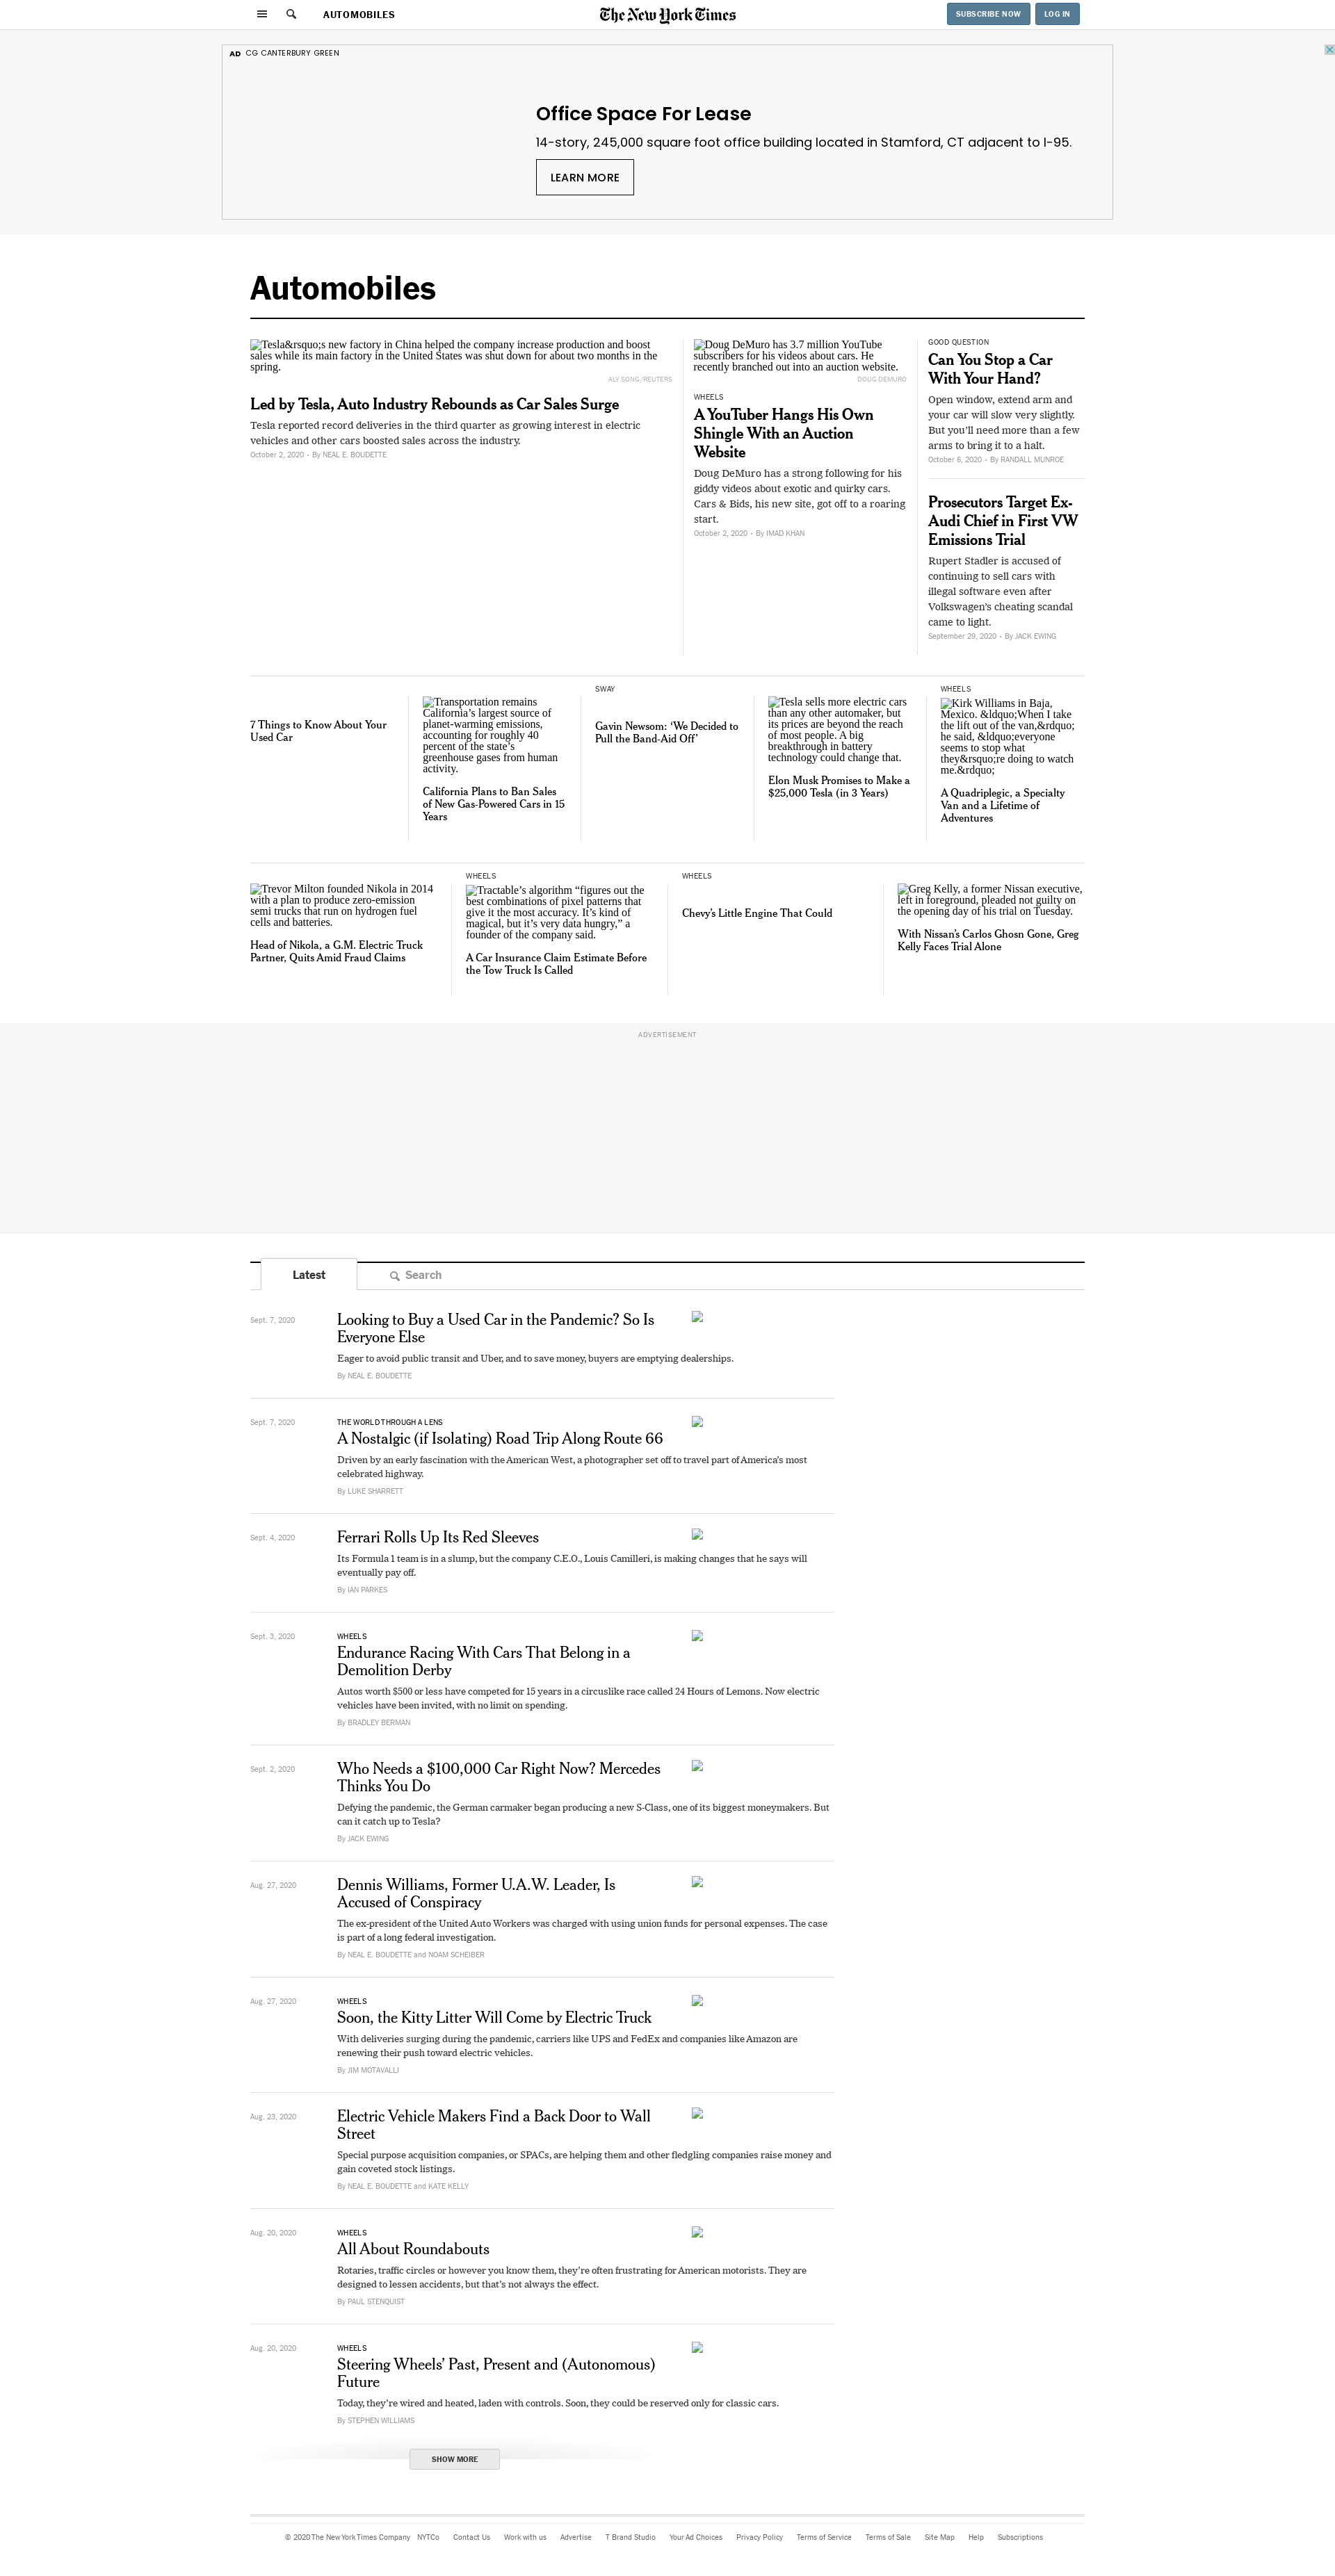 AUTOMOBILES
The New York Times
SUBSCRIBE NOW
LOG IN
AD CG CANTERBURY GREEN
Office Space For Lease
14-story, 245,000 square foot office building located in Stamford, CT adjacent to I-95.
LEARN MORE
Automobiles
Tesla&rsquo;s new factory in China helped the company increase production and boost
sales while its main factory in the United States was shut down for about two months in the
spring.
ALY SONG/REUTERS
Led by Tesla, Auto Industry Rebounds as Car Sales Surge
Tesla reported record deliveries in the third quarter as growing interest in electric
vehicles and other cars boosted sales across the industry.
October 2, 2020 • By NEAL E. BOUDETTE
Doug DeMuro has 3.7 million YouTube
subscribers for his videos about cars. He
recently branched out into an auction website.
DOUG DEMURO
WHEELS
A YouTuber Hangs His Own
Shingle With an Auction
Website
Doug DeMuro has a strong following for his
giddy videos about exotic and quirky cars.
Cars & Bids, his new site, got off to a roaring
start.
October 2, 2020 • By IMAD KHAN
GOOD QUESTION
Can You Stop a Car
With Your Hand?
Open window, extend arm and
your car will slow very slightly.
But you'll need more than a few
arms to bring it to a halt.
October 6, 2020 • By RANDALL MUNROE
Prosecutors Target Ex-
Audi Chief in First VW
Emissions Trial
Rupert Stadler is accused of
continuing to sell cars with
illegal software even after
Volkswagen's cheating scandal
came to light.
September 29, 2020 • By JACK EWING
7 Things to Know About Your
Used Car
Transportation remains
California's largest source of
planet-warming emissions,
accounting for roughly 40
percent of the state's
greenhouse gases from human
activity.
California Plans to Ban Sales
of New Gas-Powered Cars in 15
Years
SWAY
Gavin Newsom: ‘We Decided to
Pull the Band-Aid Off’
Tesla sells more electric cars
than any other automaker, but
its prices are beyond the reach
of most people. A big
breakthrough in battery
technology could change that.
Elon Musk Promises to Make a
$25,000 Tesla (in 3 Years)
WHEELS
Kirk Williams in Baja,
Mexico. &ldquo;When I take
the lift out of the van,&rdquo;
he said, &ldquo;everyone
seems to stop what
they&rsquo;re doing to watch
me.&rdquo;
A Quadriplegic, a Specialty
Van and a Lifetime of
Adventures
Trevor Milton founded Nikola in 2014
with a plan to produce zero-emission
semi trucks that run on hydrogen fuel
cells and batteries.
Head of Nikola, a G.M. Electric Truck
Partner, Quits Amid Fraud Claims
WHEELS
Tractable's algorithm “figures out the
best combinations of pixel patterns that
give it the most accuracy. It's kind of
magical, but it's very data hungry,” a
founder of the company said.
A Car Insurance Claim Estimate Before
the Tow Truck Is Called
WHEELS
Chevy's Little Engine That Could
Greg Kelly, a former Nissan executive,
left in foreground, pleaded not guilty on
the opening day of his trial on Tuesday.
With Nissan's Carlos Ghosn Gone, Greg
Kelly Faces Trial Alone
ADVERTISEMENT
Latest
Search
Sept. 7, 2020
Looking to Buy a Used Car in the Pandemic? So Is
Everyone Else
Eager to avoid public transit and Uber, and to save money, buyers are emptying dealerships.
By NEAL E. BOUDETTE
Sept. 7, 2020
THE WORLD THROUGH A LENS
A Nostalgic (if Isolating) Road Trip Along Route 66
Driven by an early fascination with the American West, a photographer set off to travel part of America's most
celebrated highway.
By LUKE SHARRETT
Sept. 4, 2020
Ferrari Rolls Up Its Red Sleeves
Its Formula 1 team is in a slump, but the company C.E.O., Louis Camilleri, is making changes that he says will
eventually pay off.
By IAN PARKES
Sept. 3, 2020
WHEELS
Endurance Racing With Cars That Belong in a
Demolition Derby
Autos worth $500 or less have competed for 15 years in a circuslike race called 24 Hours of Lemons. Now electric
vehicles have been invited, with no limit on spending.
By BRADLEY BERMAN
Sept. 2, 2020
Who Needs a $100,000 Car Right Now? Mercedes
Thinks You Do
Defying the pandemic, the German carmaker began producing a new S-Class, one of its biggest moneymakers. But
can it catch up to Tesla?
By JACK EWING
Aug. 27, 2020
Dennis Williams, Former U.A.W. Leader, Is
Accused of Conspiracy
The ex-president of the United Auto Workers was charged with using union funds for personal expenses. The case
is part of a long federal investigation.
By NEAL E. BOUDETTE and NOAM SCHEIBER
Aug. 27, 2020
WHEELS
Soon, the Kitty Litter Will Come by Electric Truck
With deliveries surging during the pandemic, carriers like UPS and FedEx and companies like Amazon are
renewing their push toward electric vehicles.
By JIM MOTAVALLI
Aug. 23, 2020
Electric Vehicle Makers Find a Back Door to Wall
Street
Special purpose acquisition companies, or SPACs, are helping them and other fledgling companies raise money and
gain coveted stock listings.
By NEAL E. BOUDETTE and KATE KELLY
Aug. 20, 2020
WHEELS
All About Roundabouts
Rotaries, traffic circles or however you know them, they're often frustrating for American motorists. They are
designed to lessen accidents, but that's not always the effect.
By PAUL STENQUIST
Aug. 20, 2020
WHEELS
Steering Wheels' Past, Present and (Autonomous)
Future
Today, they're wired and heated, laden with controls. Soon, they could be reserved only for classic cars.
By STEPHEN WILLIAMS
SHOW MORE
© 2020 The New York Times Company NYTCo Contact Us Work with us Advertise T Brand Studio Your Ad Choices Privacy Policy Terms of Service Terms of Sale Site Map Help Subscriptions